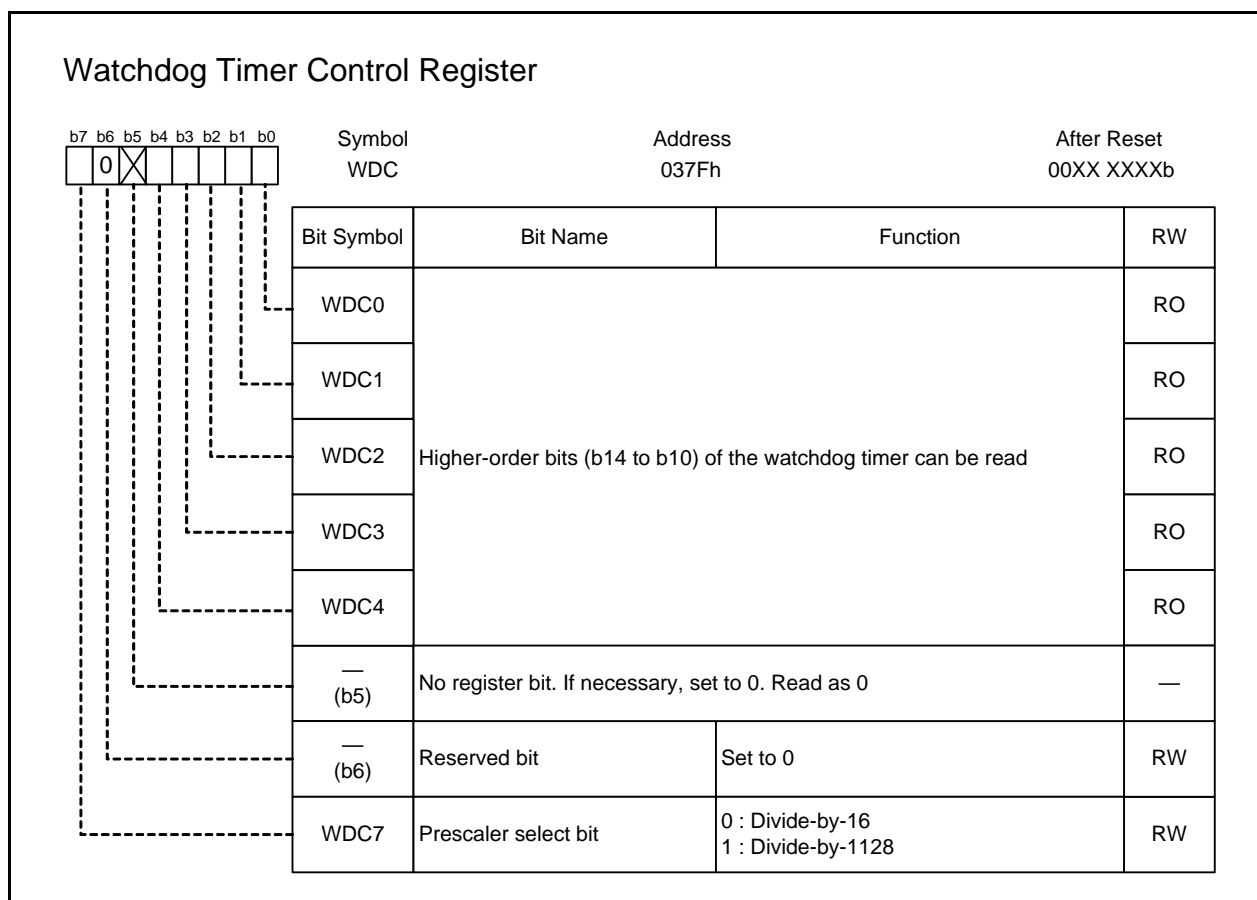 Watchdog Timer Control Register
b7 b6 b5 b4 b3 b2 b1 b0
0
Symbol Address After Reset
WDC 037Fh 00XX XXXXb
Bit Symbol Bit Name Function RW
WDC0 RO
WDC1 RO
WDC2 Higher-order bits (b14 to b10) of the watchdog timer can be read RO
WDC3 RO
WDC4 RO
—
(b5) No register bit. If necessary, set to 0. Read as 0 —
—
(b6) Reserved bit Set to 0 RW
WDC7 Prescaler select bit 0 : Divide-by-16
1 : Divide-by-1128 RW